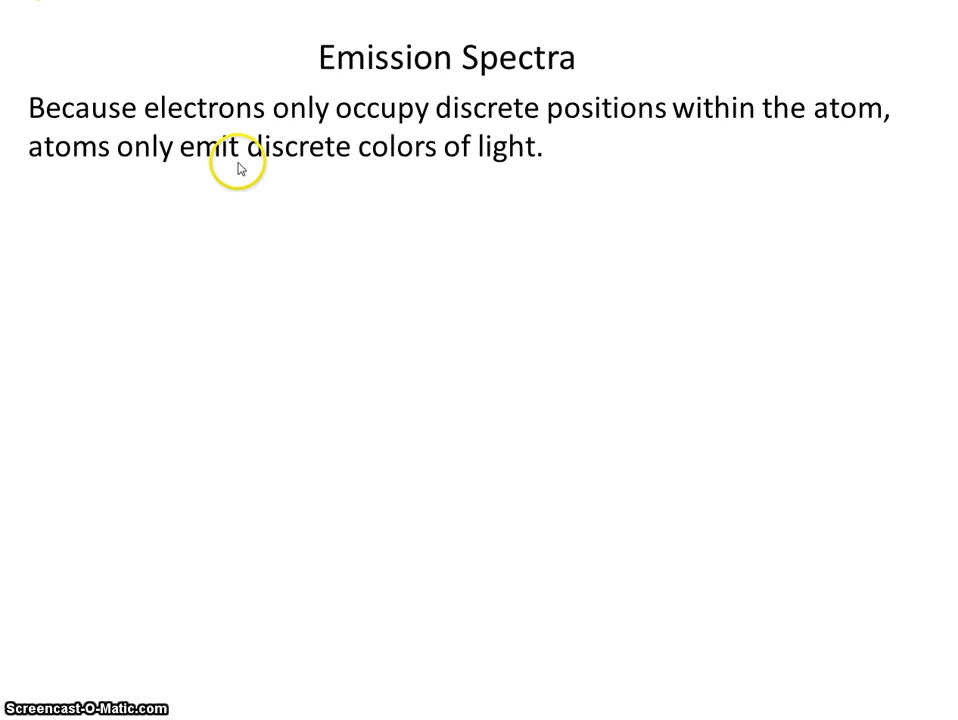 Emission Spectra
Because electrons only occupy discrete positions within the atom,
atoms only emit discrete colors of light.
Screencast-O-Matic.com